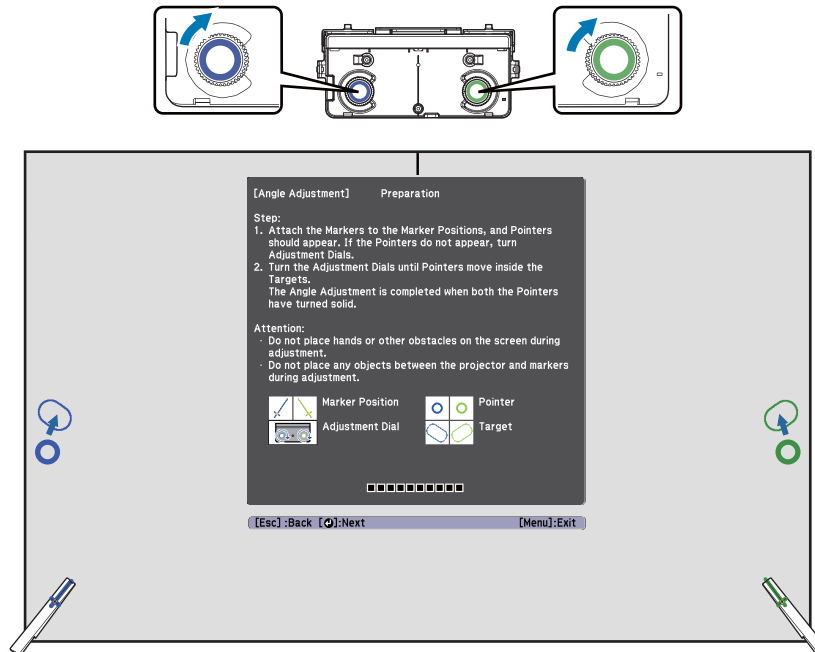 [Angle Adjustment] Preparation
Step:
1. Attach the Markers to the Marker Positions, and Pointers
should appear. If the Pointers do not appear, turn
Adjustment Dials.
2. Turn the Adjustment Dials until Pointers move inside the
Targets.
The Angle Adjustment is completed when both the Pointers
have turned solid.
Attention:
· Do not place hands or other obstacles on the screen during
adjustment.
· Do not place any objects between the projector and markers
during adjustment.
Marker Position Pointer
Adjustment Dial Target
[Esc] :Back [⏎]:Next [Menu]:Exit